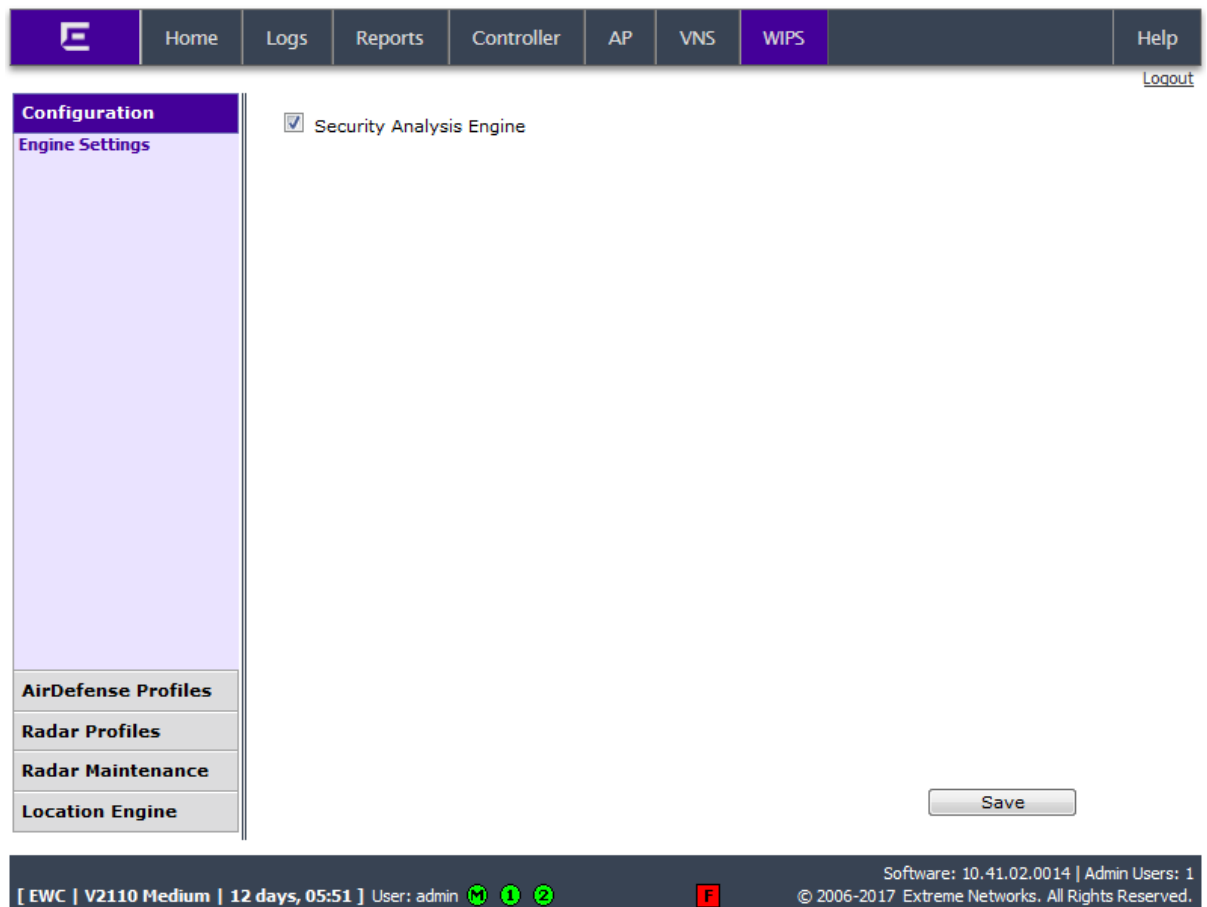 E Home Logs Reports Controller AP VNS WIPS Help
Logout
Configuration
Engine Settings
Security Analysis Engine
AirDefense Profiles
Radar Profiles
Radar Maintenance
Location Engine
Save
Software: 10.41.02.0014 | Admin Users: 1
[ EWC | V2110 Medium | 12 days, 05:51 ] User: admin M 1 2 F © 2006-2017 Extreme Networks. All Rights Reserved.